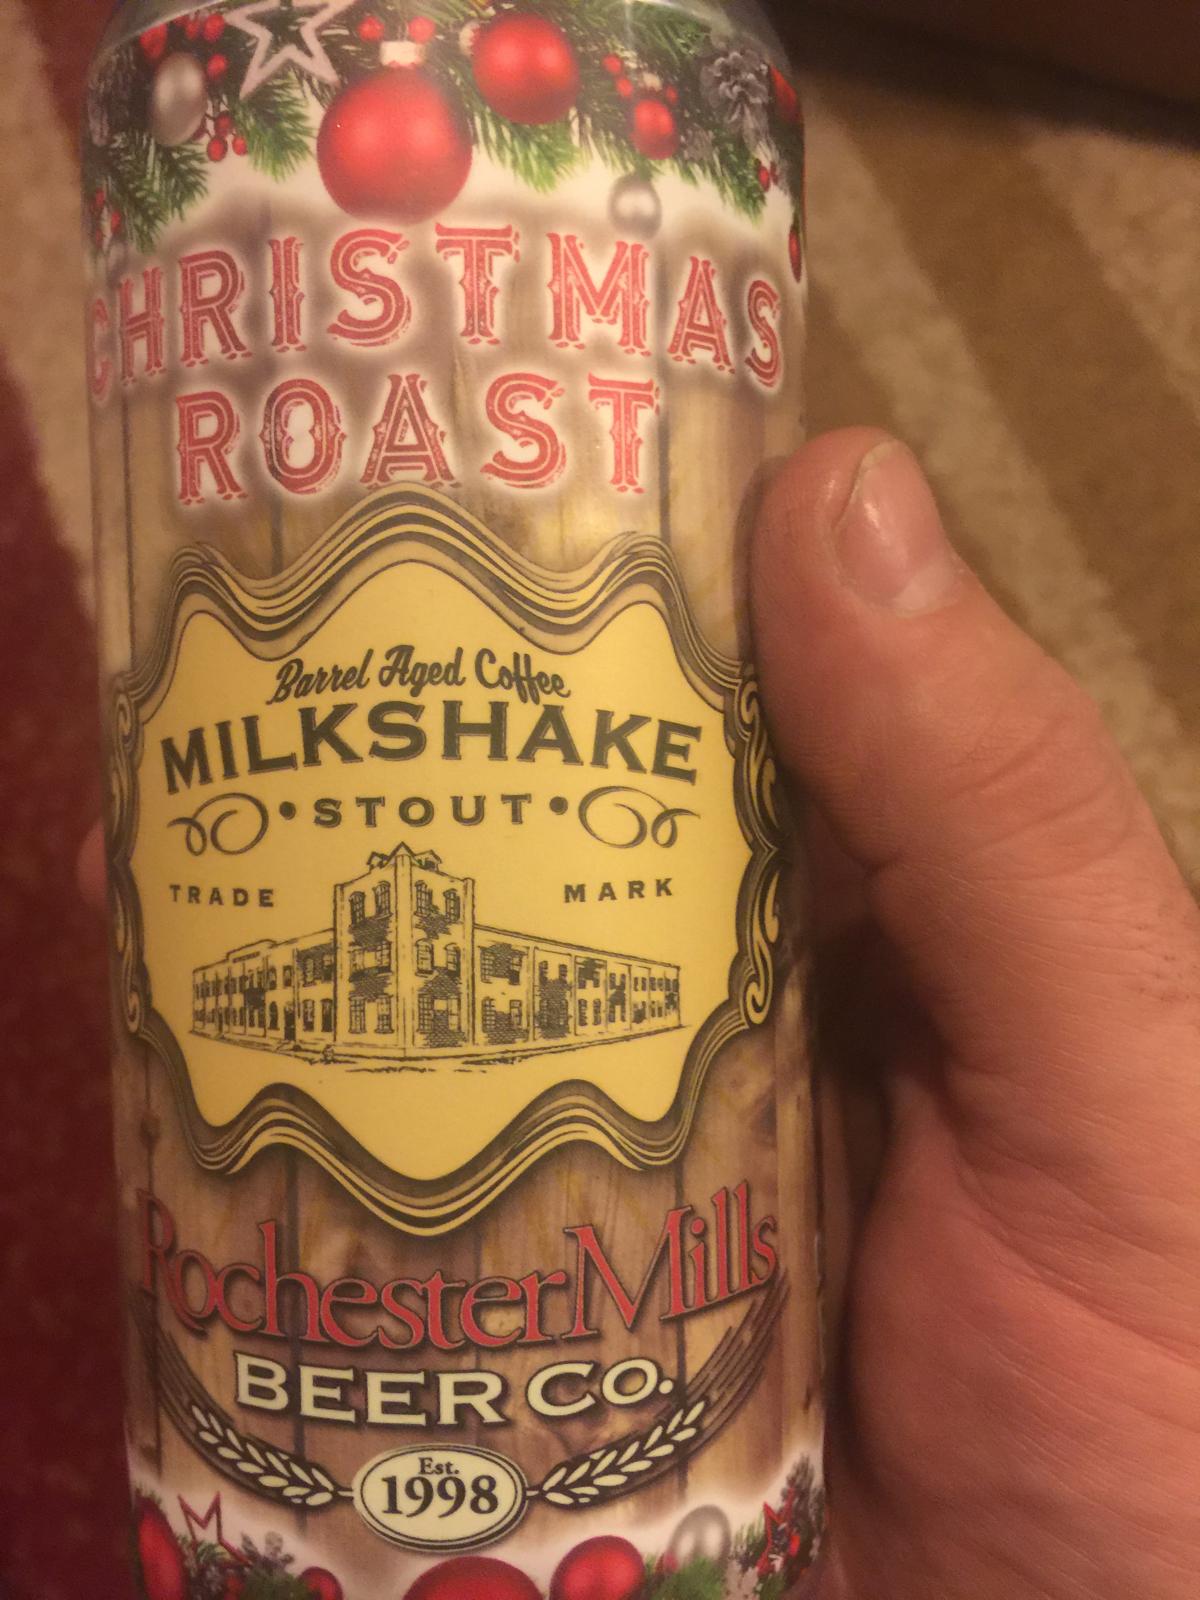 CHRISTMAS
ROAST
Barrel Aged Coffee
MILKSHAKE
• STOUT •
TRADE MARK
Rochester Mills
BEER CO.
Est.
1998